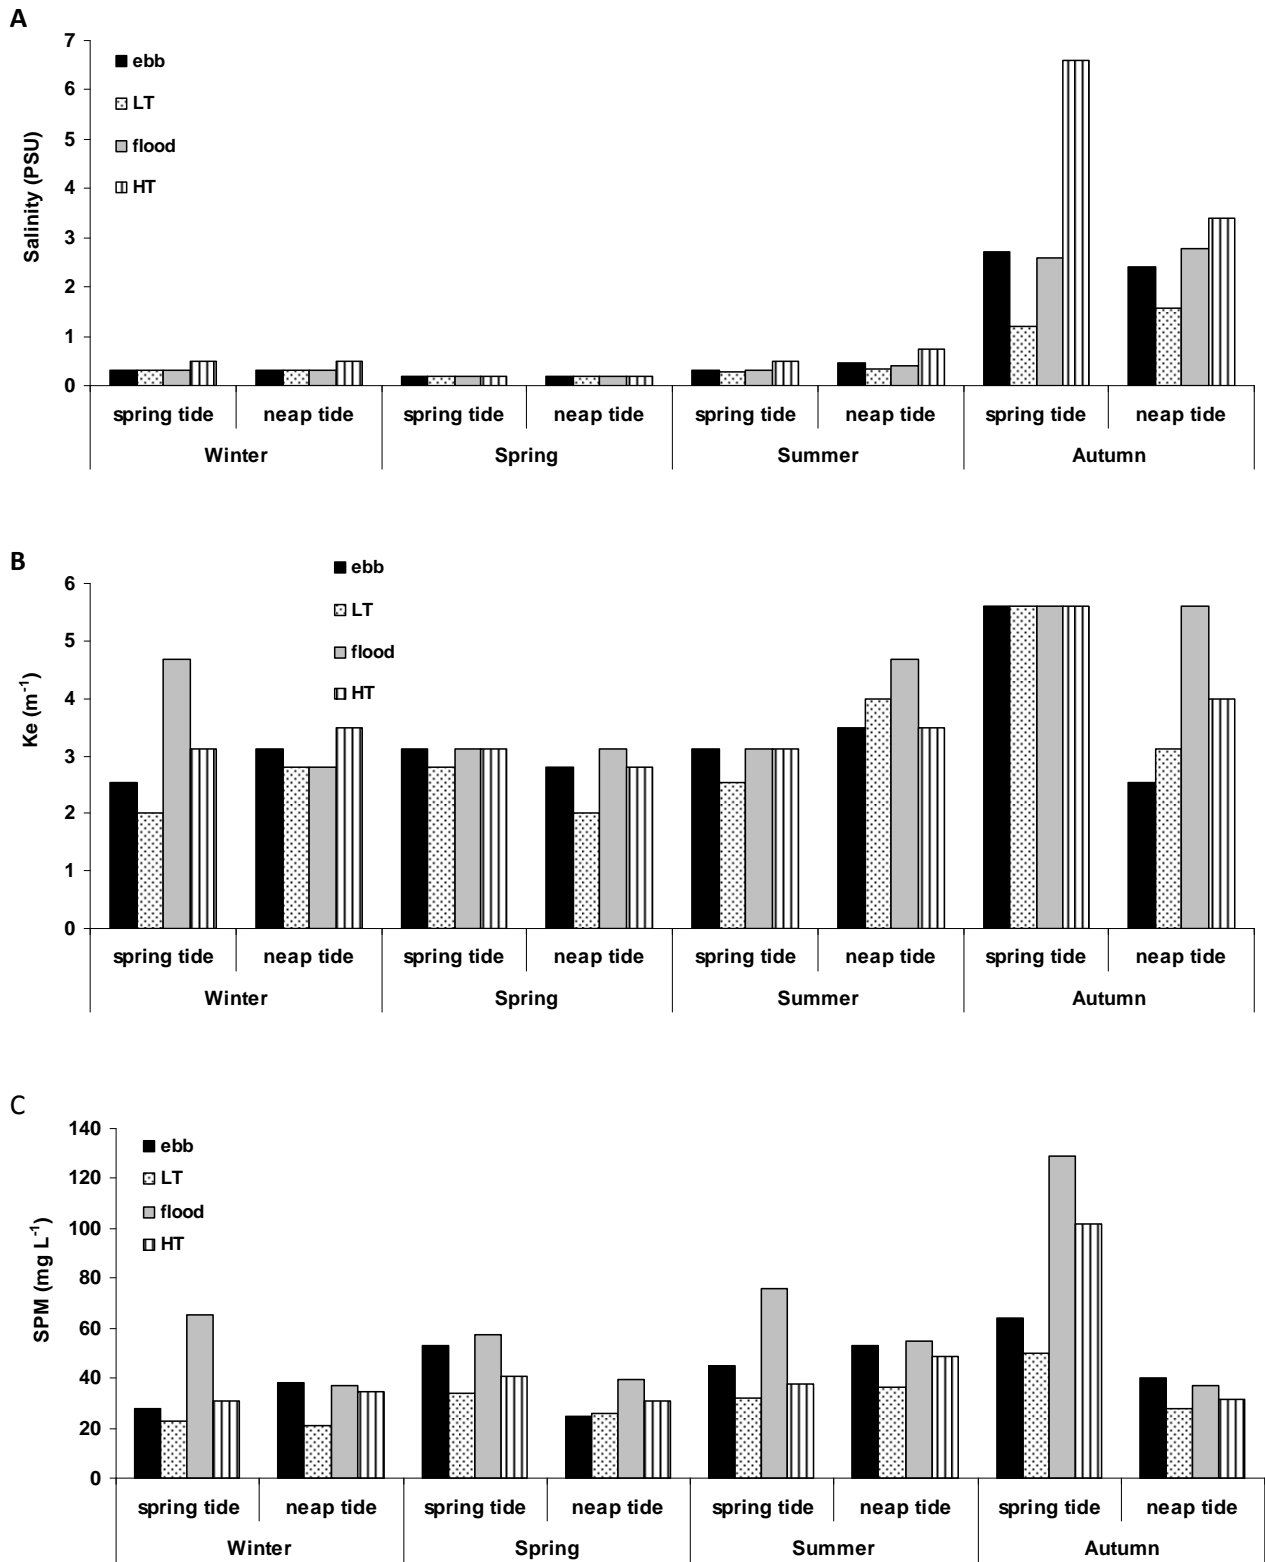 A
7
6
5
4
3
2
1
0
Salinity (PSU)
ebb
LT
flood
HT
spring tide neap tide spring tide neap tide spring tide neap tide spring tide neap tide
Winter Spring Summer Autumn
B
6
5
4
3
2
1
0
Ke (m-1)
ebb
LT
flood
HT
spring tide neap tide spring tide neap tide spring tide neap tide spring tide neap tide
Winter Spring Summer Autumn
C
140
120
100
80
60
40
20
0
SPM (mg L-1)
ebb
LT
flood
HT
spring tide neap tide spring tide neap tide spring tide neap tide spring tide neap tide
Winter Spring Summer Autumn